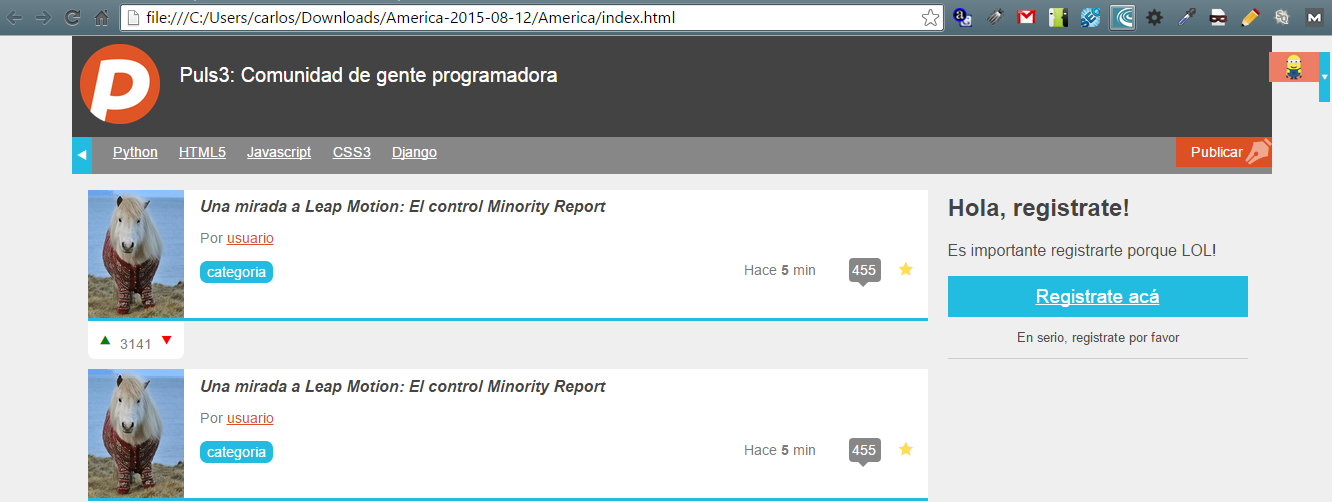 file:///C:/Users/carlos/Downloads/America-2015-08-12/America/index.html
Puls3: Comunidad de gente programadora
Python HTML5 Javascript CSS3 Django Publicar
Una mirada a Leap Motion: El control Minority Report
Por usuario
categoria
Hace 5 min 455
3141
Hola, registrate!
Es importante registrarte porque LOL!
Registrate acá
En serio, registrate por favor
Una mirada a Leap Motion: El control Minority Report
Por usuario
categoria
Hace 5 min 455